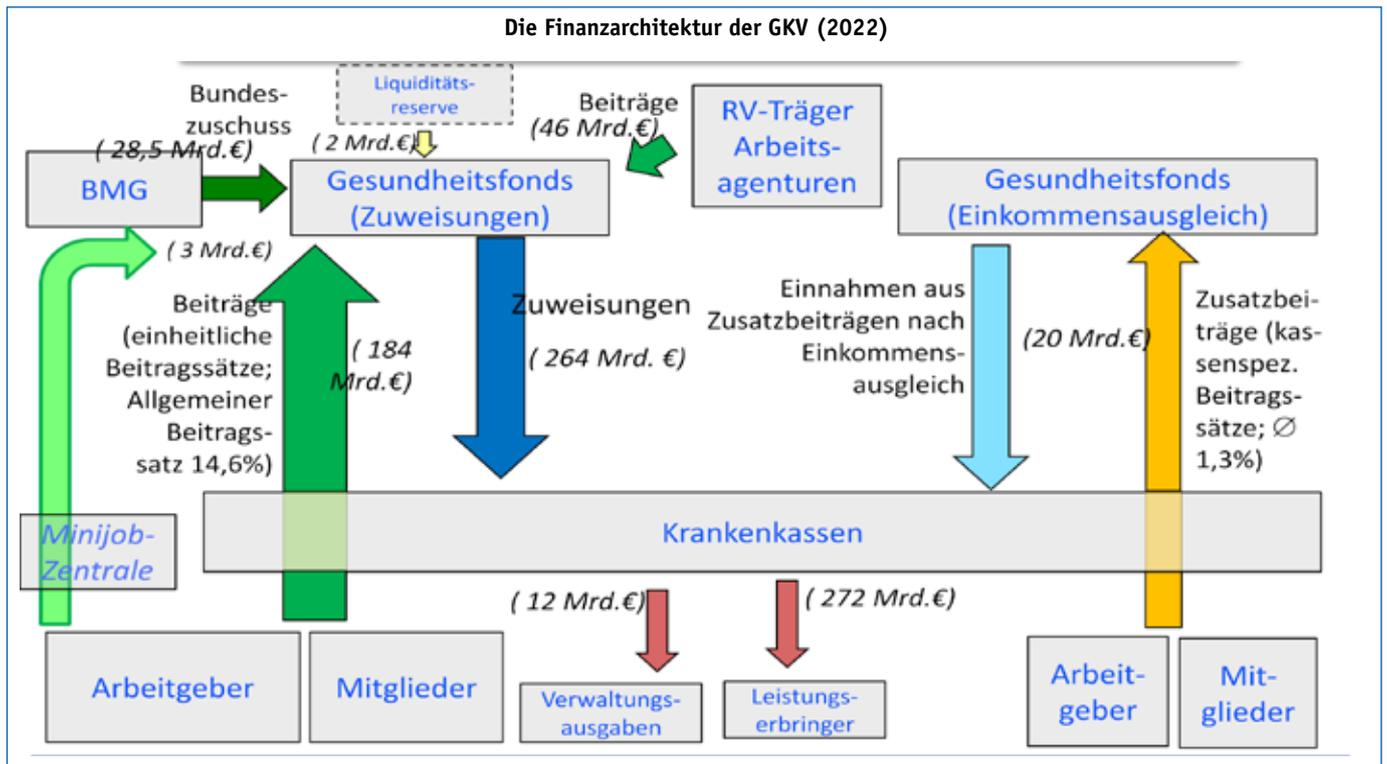 Die Finanzarchitektur der GKV (2022)
Liquiditäts-
reserve
Bundes-
zuschuss
( 28,5 Mrd.€)
( 2 Mrd.€)
Beiträge
(46 Mrd.€)
RV-Träger
Arbeits-
agenturen
BMG
Gesundheitsfonds
(Zuweisungen)
Gesundheitsfonds
(Einkommensausgleich)
( 3 Mrd.€)
Beiträge
(einheitliche
Beitragssätze;
Allgemeiner
Beitrags-
satz 14,6%)
( 184
Mrd.€)
Zuweisungen
( 264 Mrd. €)
Einnahmen aus
Zusatzbeiträgen nach
Einkommens-
ausgleich
(20 Mrd.€)
Zusatzbei-
träge (kas-
senspez.
Beitrags-
sätze; ∅
1,3%)
Minijob-
Zentrale
Krankenkassen
( 12 Mrd.€)
( 272 Mrd.€)
Arbeitgeber
Mitglieder
Verwaltungs-
ausgaben
Leistungs-
erbringer
Arbeit-
geber
Mit-
glieder